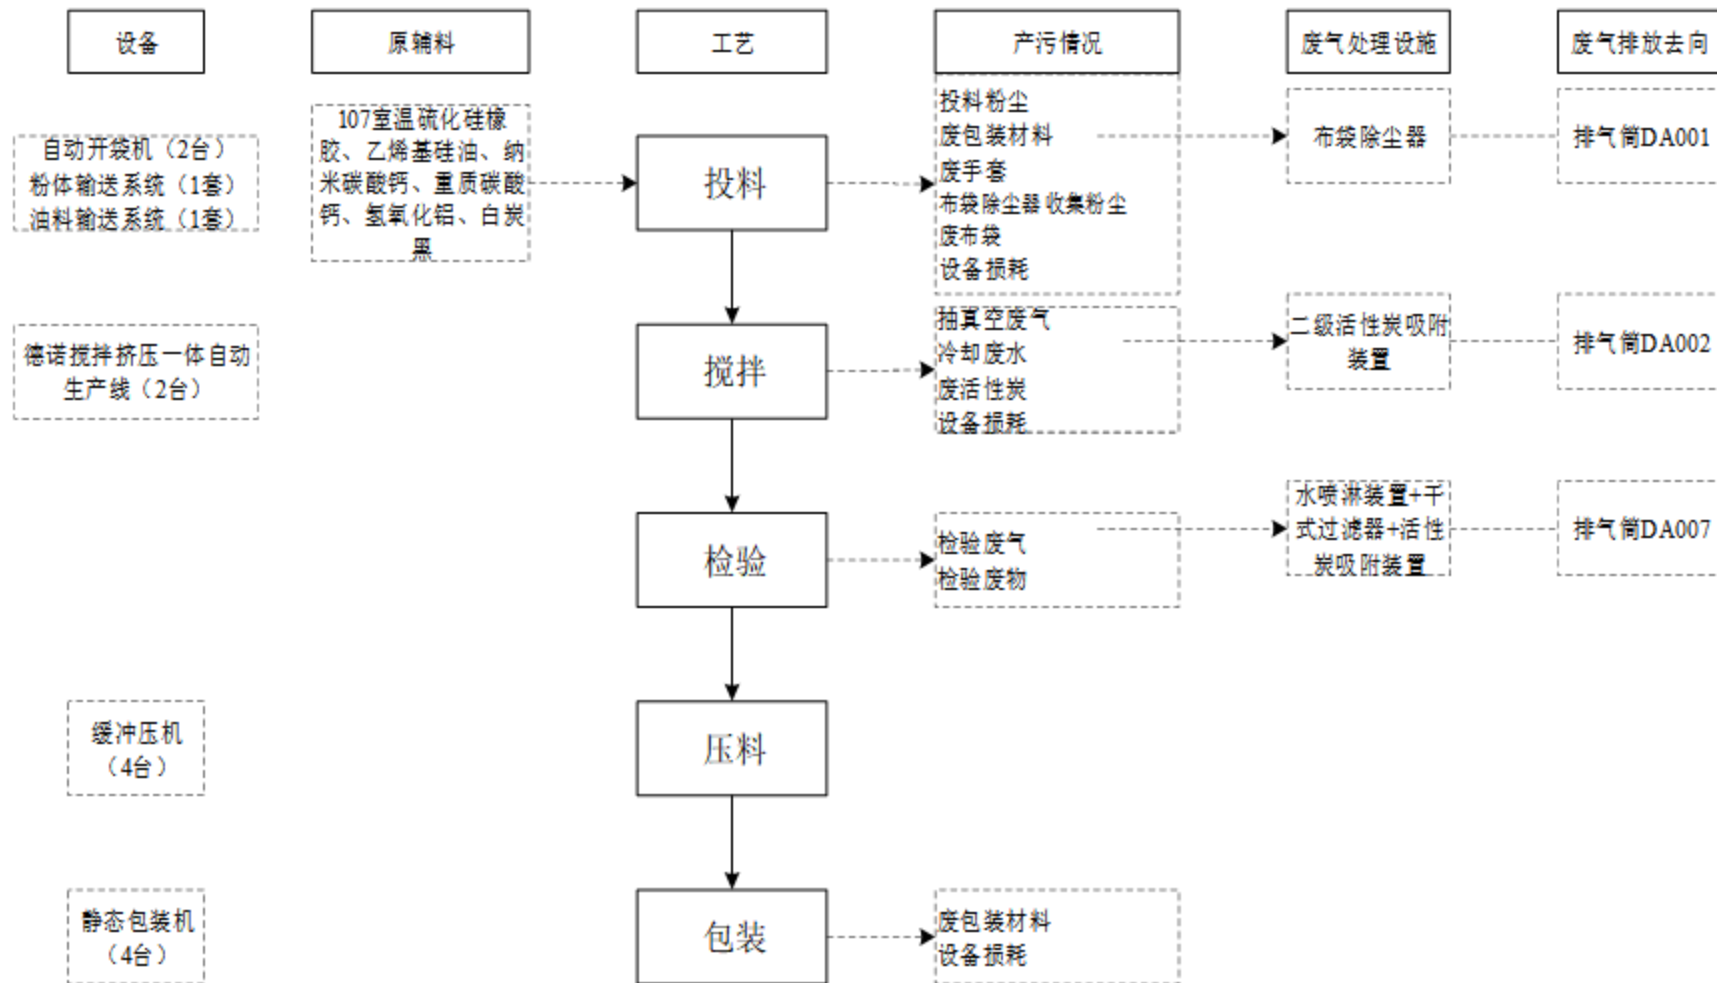 设备
原辅料
工艺
产污情况
废气处理设施
废气排放去向
自动开袋机（2台）
粉体输送系统（1套）
油料输送系统（1套）
107室温硫化硅橡
胶、乙烯基硅油、纳
米碳酸钙、重质碳酸
钙、氢氧化铝、白炭
黑
投料
投料粉尘
废包装材料
废手套
布袋除尘器收集粉尘
废布袋
设备损耗
布袋除尘器
排气筒DA001
德诺搅拌挤压一体自动
生产线（2台）
搅拌
抽真空废气
冷却废水
废活性炭
设备损耗
二级活性炭吸附
装置
排气筒DA002
检验
检验废气
检验废物
水喷淋装置+干
式过滤器+活性
炭吸附装置
排气筒DA007
缓冲压机
（4台）
压料
静态包装机
（4台）
包装
废包装材料
设备损耗